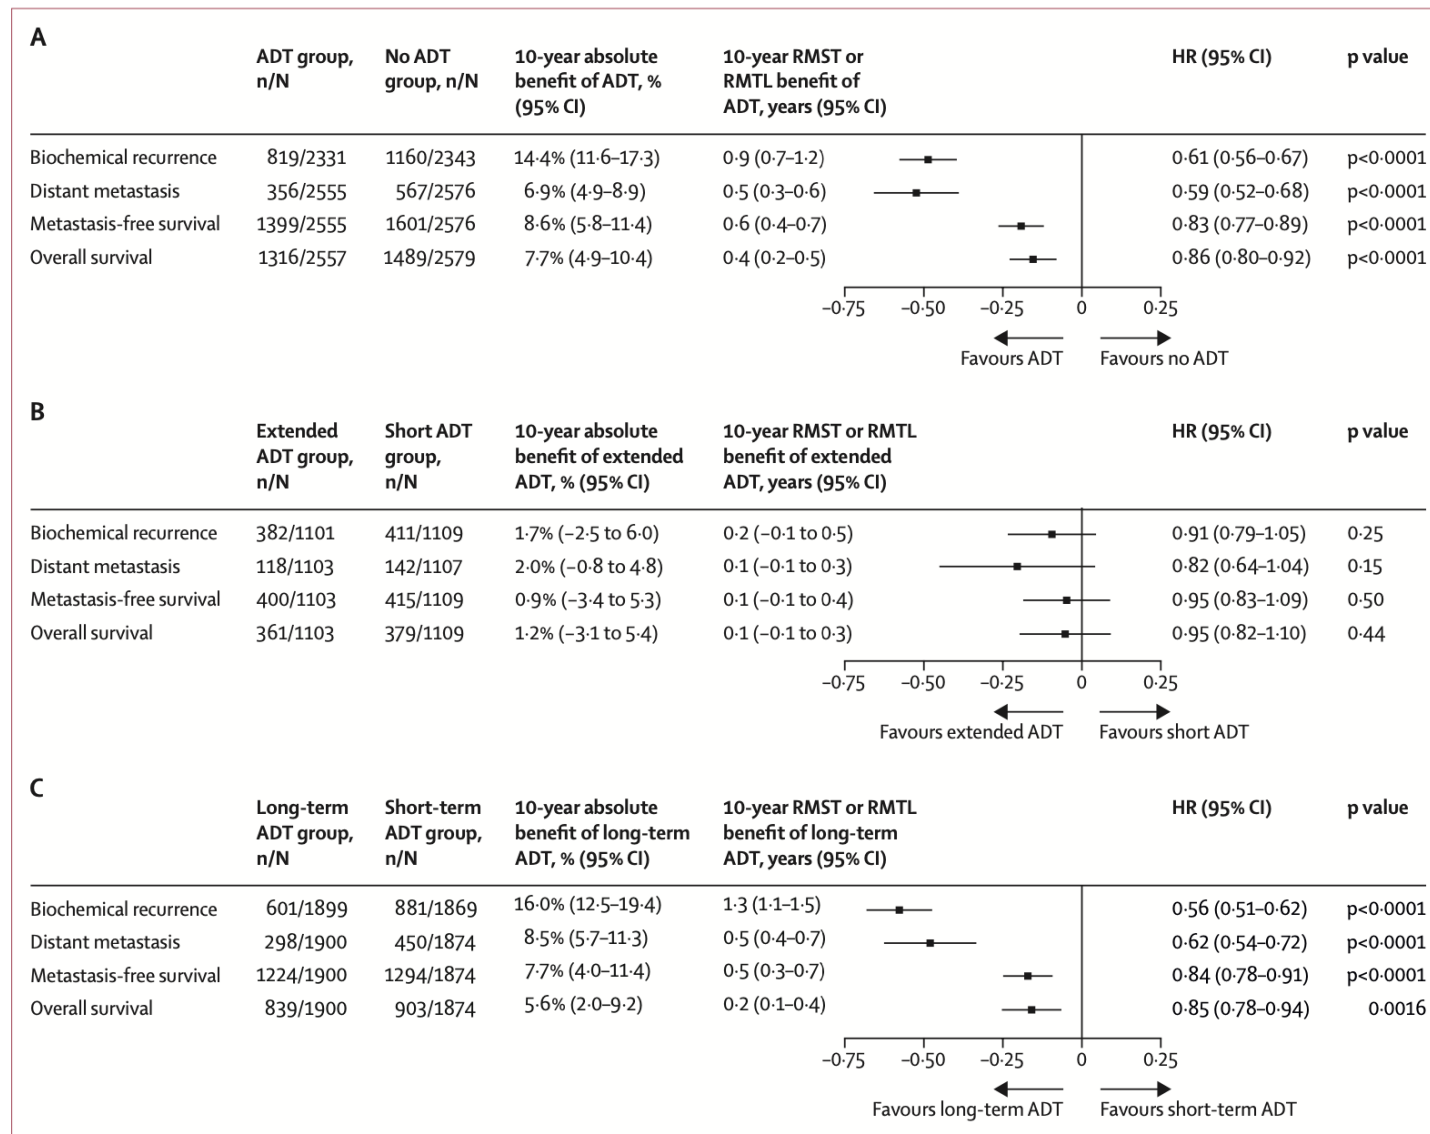 A
ADT group, n/N	No ADT group, n/N	10-year absolute benefit of ADT, % (95% CI)	10-year RMST or RMTL benefit of ADT, years (95% CI)	HR (95% CI)	p value
Biochemical recurrence	819/2331	1160/2343	14·4% (11·6–17·3)	0·9 (0·7–1·2)	0·61 (0·56–0·67)	p<0·0001
Distant metastasis	356/2555	567/2576	6·9% (4·9–8·9)	0·5 (0·3–0·6)	0·59 (0·52–0·68)	p<0·0001
Metastasis-free survival	1399/2555	1601/2576	8·6% (5·8–11·4)	0·6 (0·4–0·7)	0·83 (0·77–0·89)	p<0·0001
Overall survival	1316/2557	1489/2579	7·7% (4·9–10·4)	0·4 (0·2–0·5)	0·86 (0·80–0·92)	p<0·0001
–0·75	–0·50	–0·25	0	0·25
Favours ADT	Favours no ADT
B
Extended ADT group, n/N	Short ADT group, n/N	10-year absolute benefit of extended ADT, % (95% CI)	10-year RMST or RMTL benefit of extended ADT, years (95% CI)	HR (95% CI)	p value
Biochemical recurrence	382/1101	411/1109	1·7% (–2·5 to 6·0)	0·2 (–0·1 to 0·5)	0·91 (0·79–1·05)	0·25
Distant metastasis	118/1103	142/1107	2·0% (–0·8 to 4·8)	0·1 (–0·1 to 0·3)	0·82 (0·64–1·04)	0·15
Metastasis-free survival	400/1103	415/1109	0·9% (–3·4 to 5·3)	0·1 (–0·1 to 0·4)	0·95 (0·83–1·09)	0·50
Overall survival	361/1103	379/1109	1·2% (–3·1 to 5·4)	0·1 (–0·1 to 0·3)	0·95 (0·82–1·10)	0·44
–0·75	–0·50	–0·25	0	0·25
Favours extended ADT	Favours short ADT
C
Long-term ADT group, n/N	Short-term ADT group, n/N	10-year absolute benefit of long-term ADT, % (95% CI)	10-year RMST or RMTL benefit of long-term ADT, years (95% CI)	HR (95% CI)	p value
Biochemical recurrence	601/1899	881/1869	16·0% (12·5–19·4)	1·3 (1·1–1·5)	0·56 (0·51–0·62)	p<0·0001
Distant metastasis	298/1900	450/1874	8·5% (5·7–11·3)	0·5 (0·4–0·7)	0·62 (0·54–0·72)	p<0·0001
Metastasis-free survival	1224/1900	1294/1874	7·7% (4·0–11·4)	0·5 (0·3–0·7)	0·84 (0·78–0·91)	p<0·0001
Overall survival	839/1900	903/1874	5·6% (2·0–9·2)	0·2 (0·1–0·4)	0·85 (0·78–0·94)	0·0016
–0·75	–0·50	–0·25	0	0·25
Favours long-term ADT	Favours short-term ADT